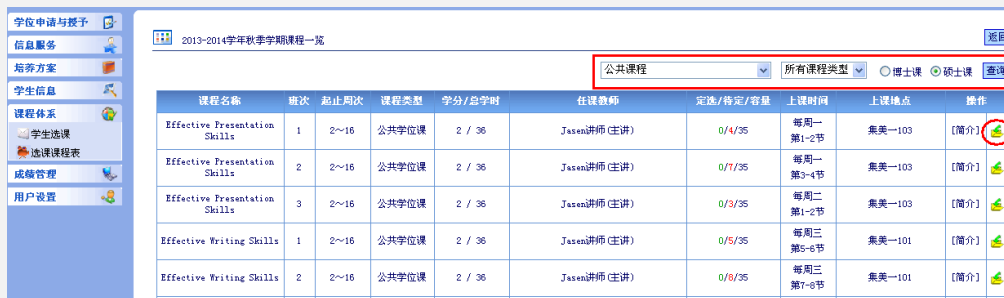 学位申请与授予
信息服务
培养方案
学生信息
课程体系
学生选课
选课课程表
成绩管理
用户设置
2013-2014学年秋季学期课程一览
返回
公共课程 所有课程类型 博士课 硕士课 查询
课程名称 班次 起止周次 课程类型 学分/总学时 任课教师 定选/待定/容量 上课时间 上课地点 操作
Effective Presentation Skills 1 2～16 公共学位课 2 / 36 Jasen讲师(主讲) 0/4/35 每周一 第1-2节 集美一103 [简介]
Effective Presentation Skills 2 2～16 公共学位课 2 / 36 Jasen讲师(主讲) 0/7/35 每周一 第3-4节 集美一103 [简介]
Effective Presentation Skills 3 2～16 公共学位课 2 / 36 Jasen讲师(主讲) 0/3/35 每周二 第1-2节 集美一103 [简介]
Effective Writing Skills 1 2～16 公共学位课 2 / 36 Jasen讲师(主讲) 0/5/35 每周三 第5-6节 集美一101 [简介]
Effective Writing Skills 2 2～16 公共学位课 2 / 36 Jasen讲师(主讲) 0/8/35 每周三 第7-8节 集美一101 [简介]